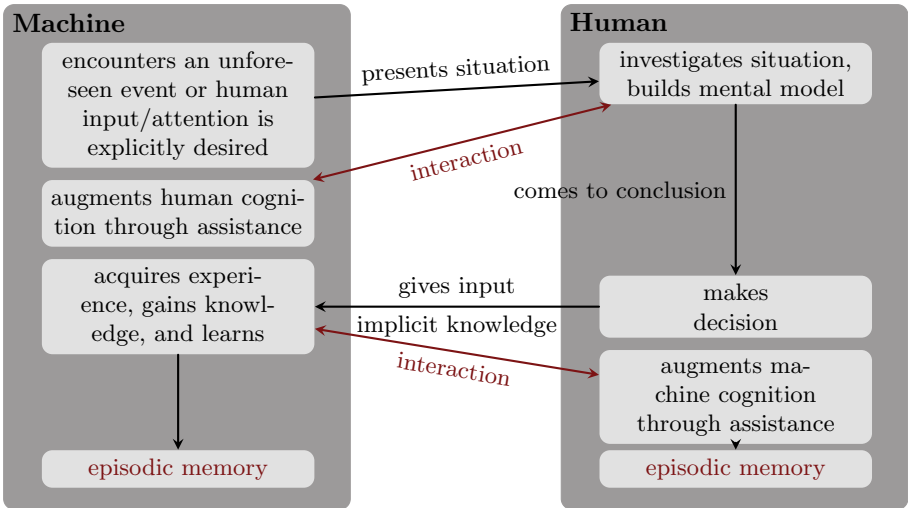 Machine
encounters an unfore-
seen event or human
input/attention is
explicitly desired
augments human cogni-
tion through assistance
acquires experi-
ence, gains knowl-
edge, and learns
episodic memory
presents situation
interaction
comes to conclusion
gives input
implicit knowledge
interaction
Human
investigates situation,
builds mental model
makes
decision
augments ma-
chine cognition
through assistance
episodic memory